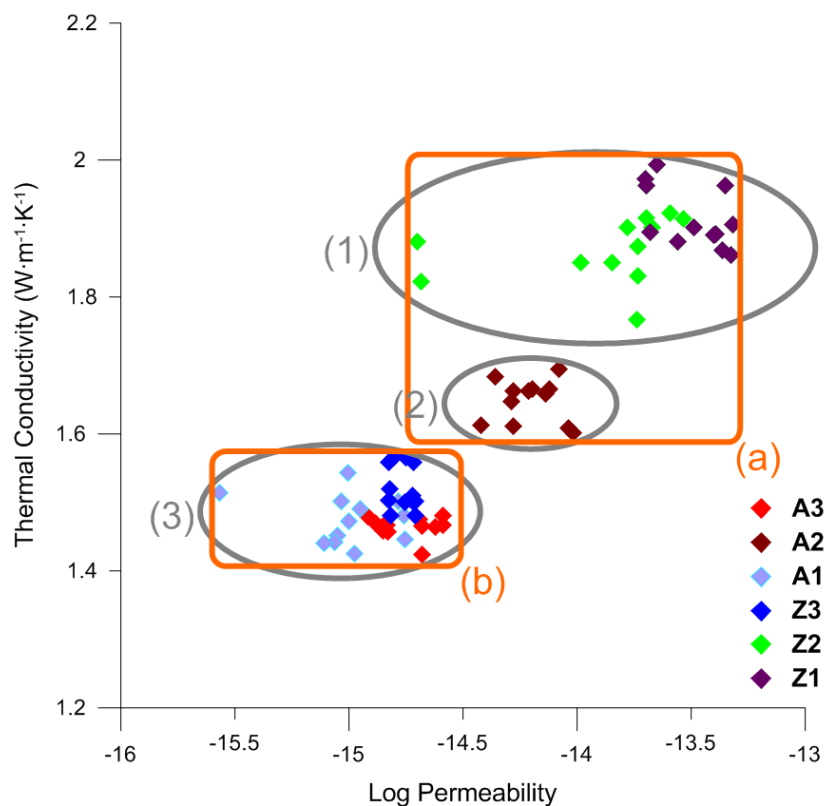 2.2
2
1.8
1.6
1.4
1.2
Thermal Conductivity (W·m⁻¹·K⁻¹)
(1)
(2)
(3)
(a)
(b)
A3
A2
A1
Z3
Z2
Z1
-16
-15.5
-15
-14.5
-14
-13.5
-13
Log Permeability